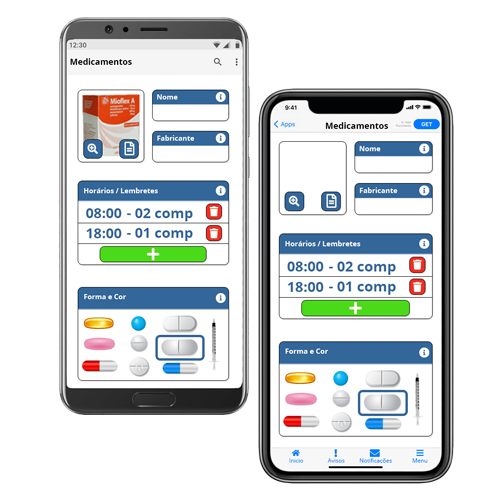 12:30
Medicamentos
Mioflex A
Nome
Fabricante
Horários / Lembretes
08:00 - 02 comp
18:00 - 01 comp
Forma e Cor
9:41
Apps
Medicamentos
GET
Nome
Fabricante
Horários / Lembretes
08:00 - 02 comp
18:00 - 01 comp
Forma e Cor
Inicio
Avisos
Notificações
Menu